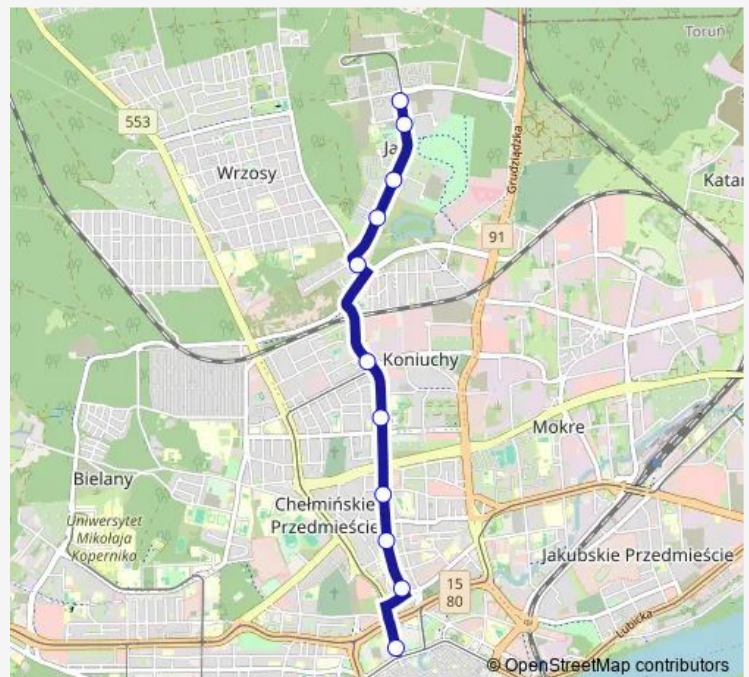 Toruń
553
Wrzosy
Ja
Grudziądzka
Katar
91
Koniuchy
Mokre
Bielany
Chełmińskie
Przedmieście
Uniwersytet
Mikołaja
Kopernika
Jakubskie Przedmieście
15
80
Lubicka
© OpenStreetMap contributors